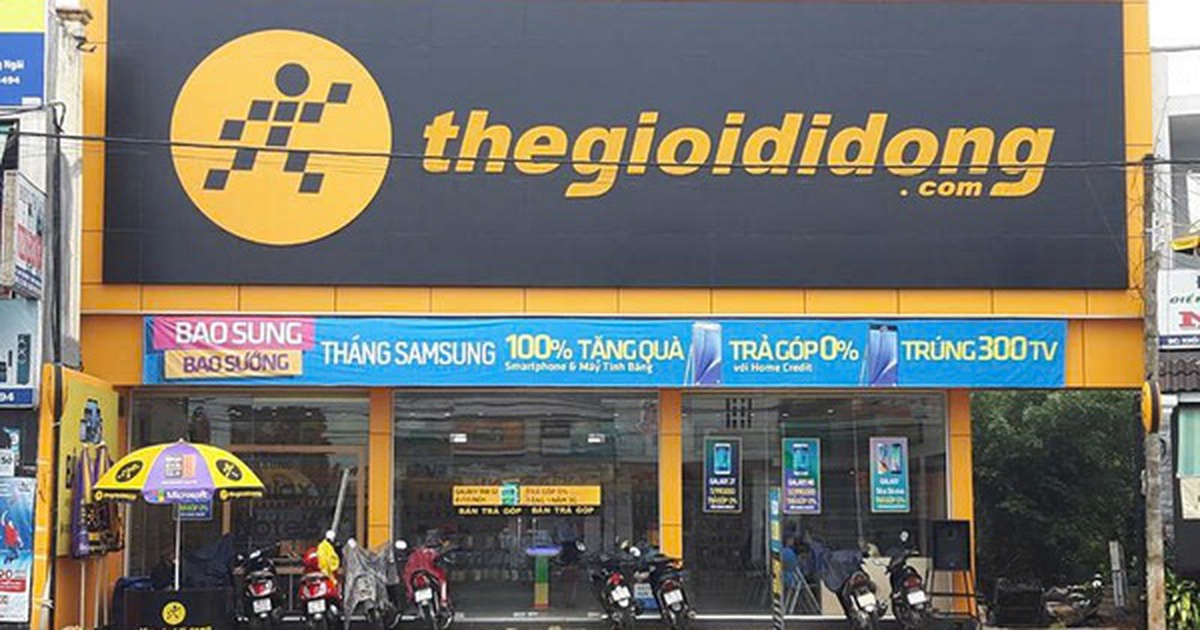 thegioididong
.com
BAO SUNG
BAO SƯỚNG
THÁNG SAMSUNG
100% TẶNG QUÀ
Smartphone & Máy Tính Bảng
TRẢ GÓP 0%
với Home Credit
TRÚNG 300 TV
Microsoft
BÁN TRẢ GÓP BÁN TRẢ GÓP